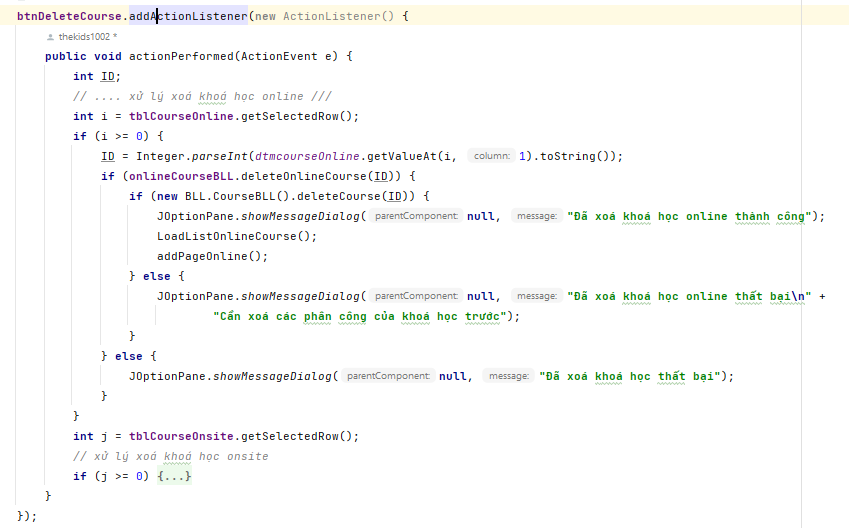 btnDeleteCourse.addActionListener(new ActionListener() {
thekids1002 *
public void actionPerformed(ActionEvent e) {
int ID;
// .... xử lý xoá khoá học online ///
int i = tblCourseOnline.getSelectedRow();
if (i >= 0) {
ID = Integer.parseInt(dtmcourseOnline.getValueAt(i, column: 1).toString());
if (onlineCourseBLL.deleteOnlineCourse(ID)) {
if (new BLL.CourseBLL().deleteCourse(ID)) {
JOptionPane.showMessageDialog( parentComponent: null, message: "Đã xoá khoá học online thành công");
LoadListOnlineCourse();
addPageOnline();
} else {
JOptionPane.showMessageDialog( parentComponent: null, message: "Đã xoá khoá học online thất bại\n" +
"Cần xoá các phân công của khoá học trước");
}
} else {
JOptionPane.showMessageDialog( parentComponent: null, message: "Đã xoá khoá học thất bại");
}
}
int j = tblCourseOnsite.getSelectedRow();
// xử lý xoá khoá học onsite
if (j >= 0) {...}
}
});